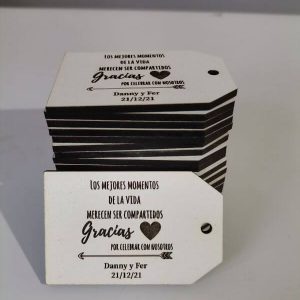 LOS MEJORES MOMENTOS
DE LA VIDA
MERECEN SER COMPARTIDOS
Gracias
POR CELEBRAR CON NOSOTROS
Danny y Fer
21/12/21
LOS MEJORES MOMENTOS
DE LA VIDA
MERECEN SER COMPARTIDOS
Gracias
POR CELEBRAR CON NOSOTROS
Danny y Fer
21/12/21